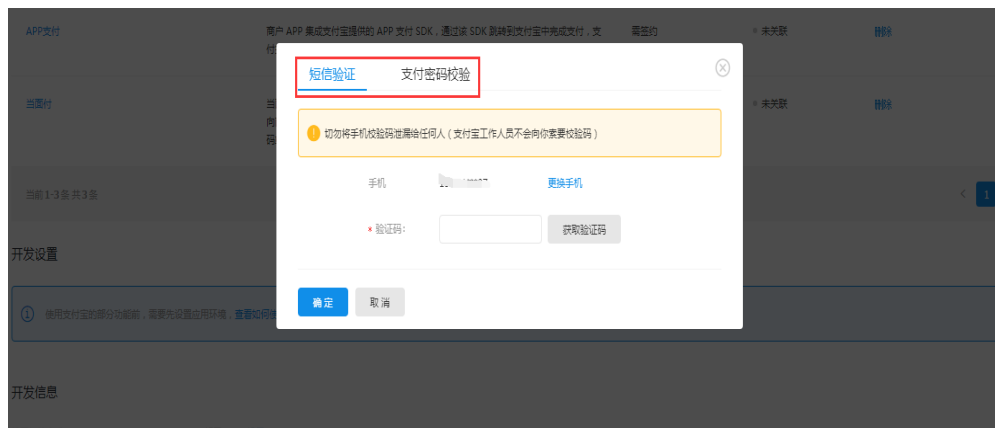 APP支付
商户 APP 集成支付宝提供的 APP 支付 SDK，通过该 SDK 跳转到支付宝中完成支付，支
付
需签约
未关联
删除
短信验证
支付密码校验
当面付
当
向
码
未关联
删除
切勿将手机校验码泄漏给任何人（支付宝工作人员不会向你索要校验码）
手机
更换手机
当前1-3条 共3条
< 1
* 验证码：
获取验证码
开发设置
确定
取消
使用支付宝的部分功能前，需要先设置应用环境，查看如何使
开发信息